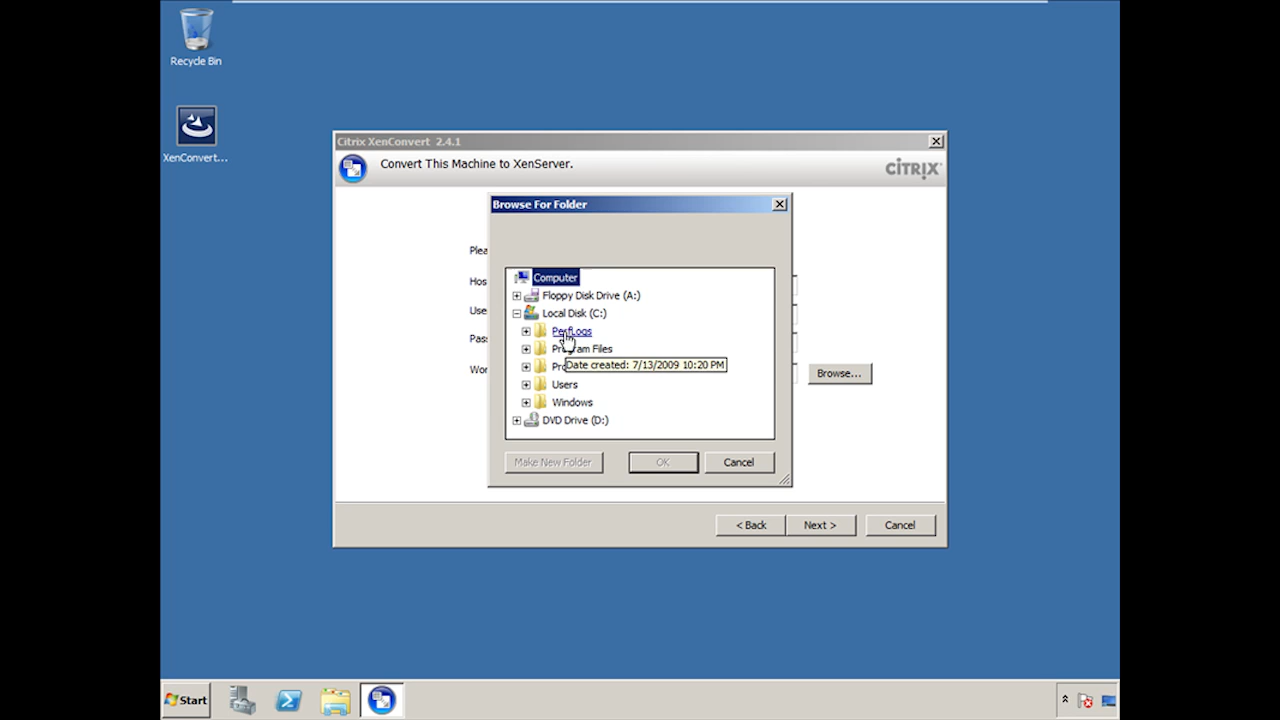 Recycle Bin
XenConvert...
Citrix XenConvert 2.4.1
Convert This Machine to XenServer.
CITRIX
Browse For Folder
Plea
Hos
Use
Pass
Wor
Computer
Floppy Disk Drive (A:)
Local Disk (C:)
PerfLogs
Program Files
Pro
Date created: 7/13/2009 10:20 PM
Users
Windows
DVD Drive (D:)
Browse...
Make New Folder
OK
Cancel
< Back
Next >
Cancel
Start